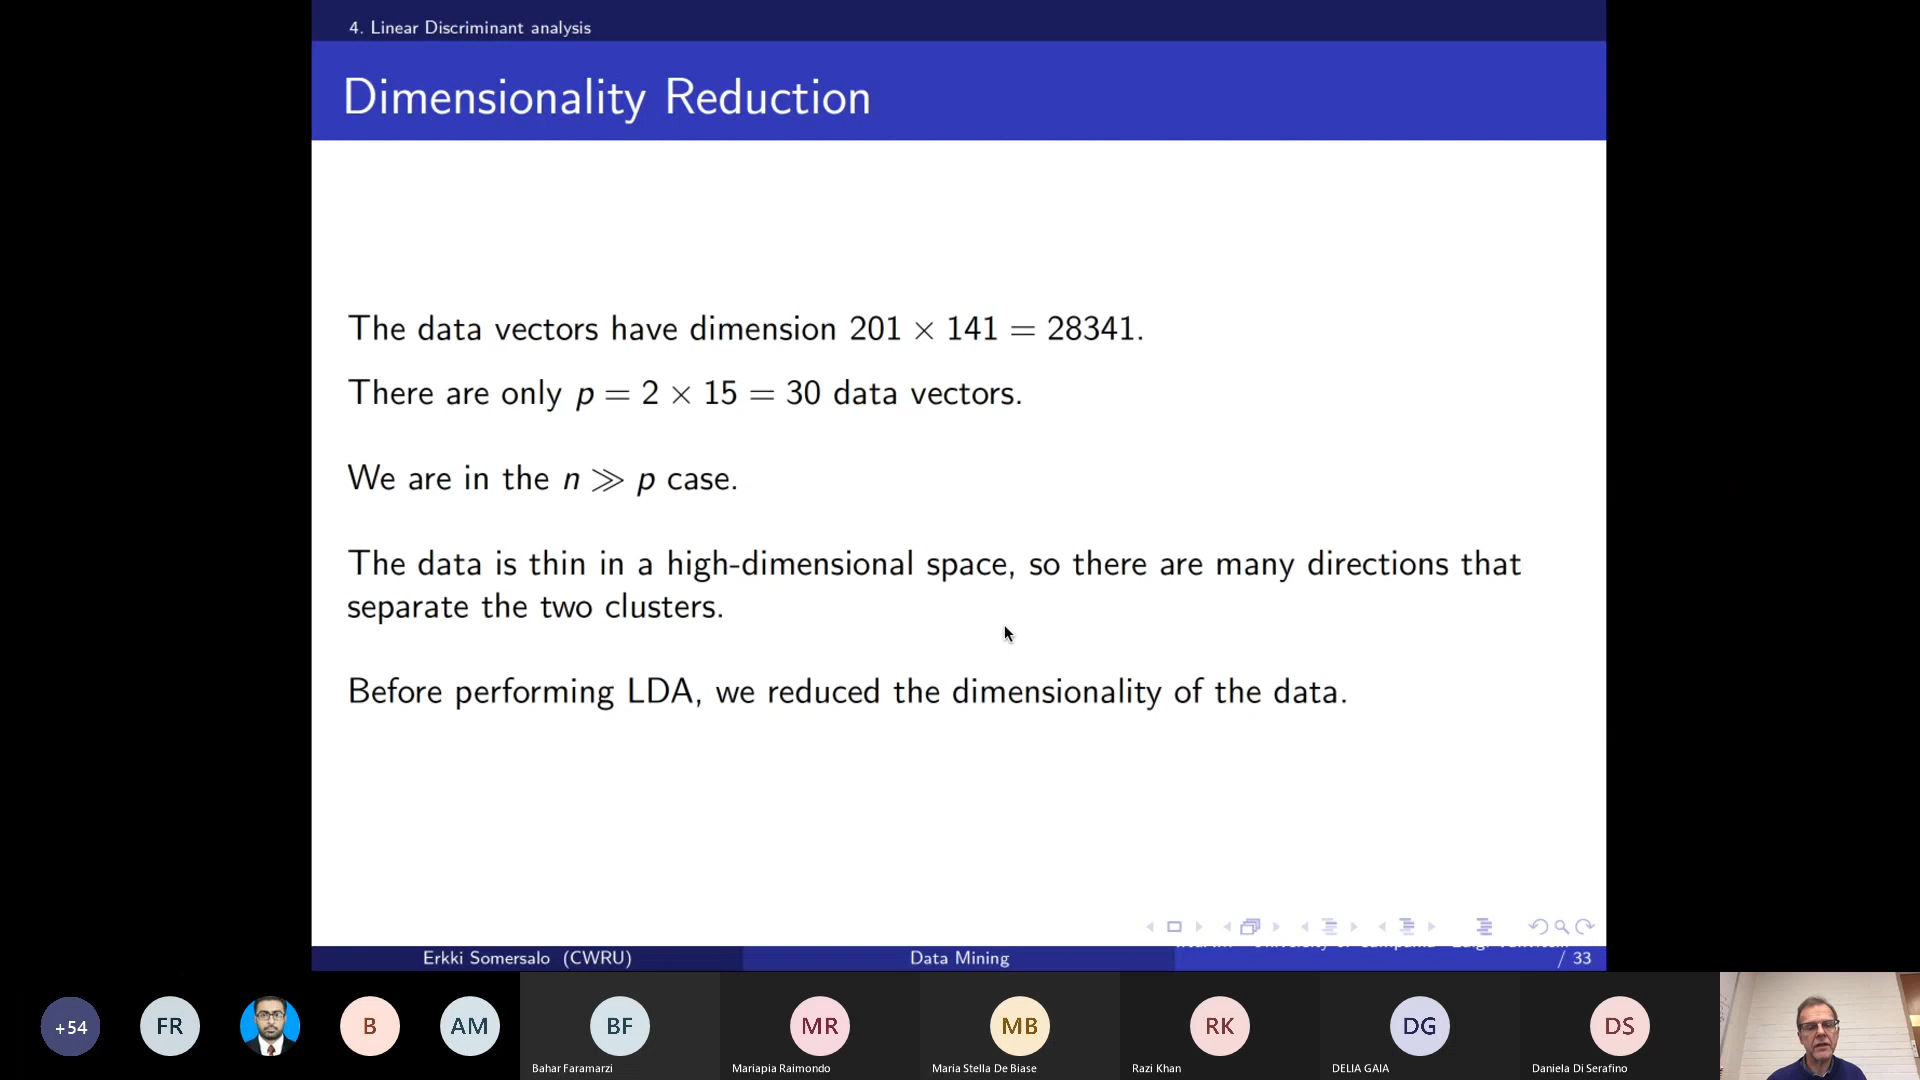 4. Linear Discriminant analysis
Dimensionality Reduction
The data vectors have dimension 201 × 141 = 28341.
There are only p = 2 × 15 = 30 data vectors.
We are in the n ≫ p case.
The data is thin in a high-dimensional space, so there are many directions that
separate the two clusters.
Before performing LDA, we reduced the dimensionality of the data.
Erkki Somersalo (CWRU)
Data Mining
/ 33
+54
FR
B
AM
BF
MR
MB
RK
DG
DS
Bahar Faramarzi
Mariapia Raimondo
Maria Stella De Biase
Razi Khan
DELIA GAIA
Daniela Di Serafino